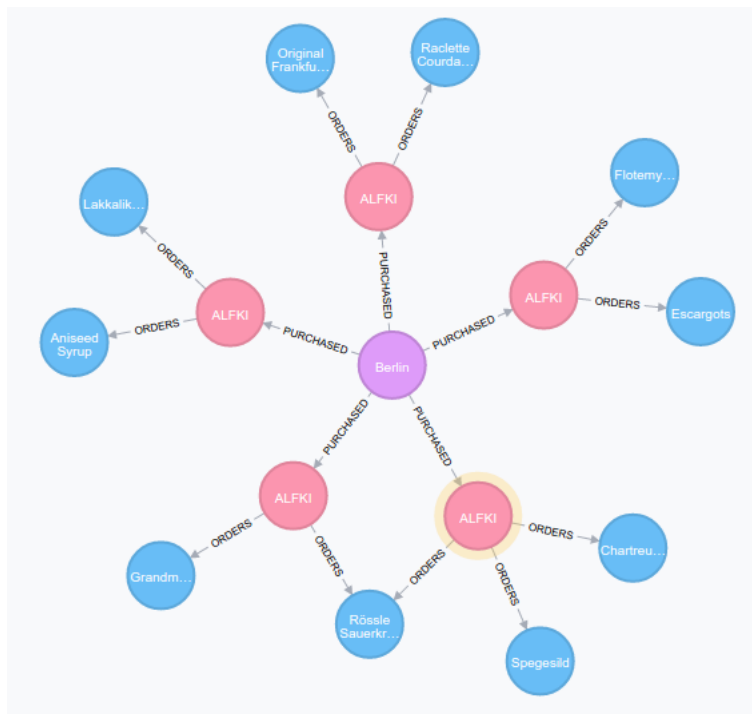 Original
Frankfu...
Raclette
Courda...
ORDERS
ORDERS
ALFKI
Flotemy...
Lakkalik...
ORDERS
ORDERS
PURCHASED
ALFKI
ORDERS
Escargots
ALFKI
ORDERS
Aniseed
Syrup
PURCHASED
PURCHASED
Berlin
PURCHASED
PURCHASED
ALFKI
ALFKI
ORDERS
ORDERS
ORDERS
Chartreu...
ORDERS
ORDERS
Grandm...
Rössle
Sauerkr...
Spegesild